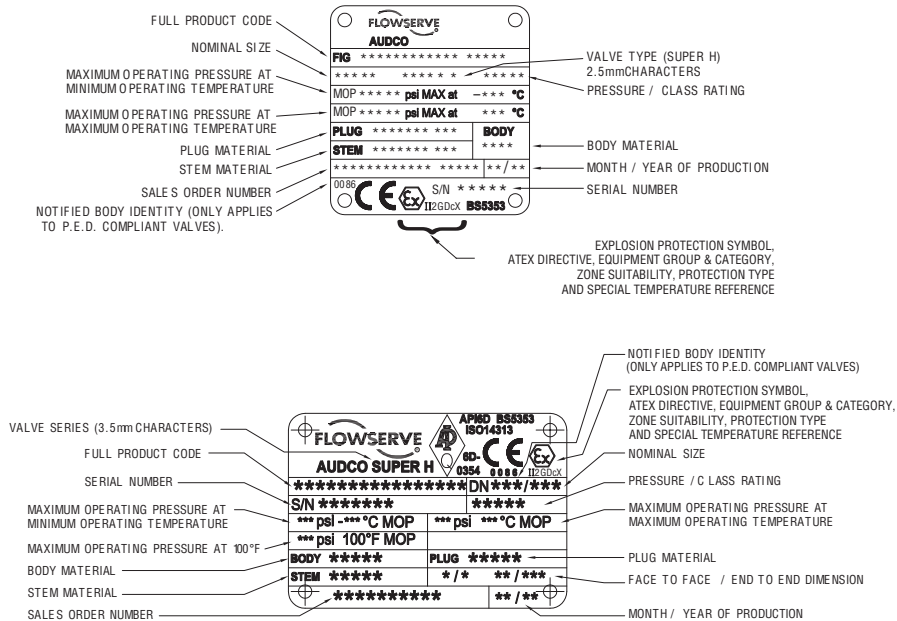 FULL PRODUCT CODE
NOMINAL SIZE
MAXIMUM OPERATING PRESSURE AT
MINIMUM OPERATING TEMPERATURE
MAXIMUM OPERATING PRESSURE AT
MAXIMUM OPERATING TEMPERATURE
PLUG MATERIAL
STEM MATERIAL
SALES ORDER NUMBER
NOTIFIED BODY IDENTITY (ONLY APPLIES
TO P.E.D. COMPLIANT VALVES).
FLOWSERVE
AUDCO
FIG * * * * * * * * * * * * * * * * *
* * * * * * * * * * * * * * * *
MOP * * * * * psi MAX at –* * * °C
MOP * * * * * psi MAX at * * * °C
PLUG * * * * * * * * * * BODY
STEM * * * * * * * * * * * * * *
* * * * * * * * * * * * * * * * * * */* *
0086 CE Ex S/N * * * * *
II2GDcX BS5353
VALVE TYPE (SUPER H)
2.5mm CHARACTERS
PRESSURE / CLASS RATING
BODY MATERIAL
MONTH / YEAR OF PRODUCTION
SERIAL NUMBER
EXPLOSION PROTECTION SYMBOL,
ATEX DIRECTIVE, EQUIPMENT GROUP & CATEGORY,
ZONE SUITABILITY, PROTECTION TYPE
AND SPECIAL TEMPERATURE REFERENCE
VALVE SERIES (3.5mm CHARACTERS)
FULL PRODUCT CODE
SERIAL NUMBER
MAXIMUM OPERATING PRESSURE AT
MINIMUM OPERATING TEMPERATURE
MAXIMUM OPERATING PRESSURE AT 100°F
BODY MATERIAL
STEM MATERIAL
SALES ORDER NUMBER
FLOWSERVE
AUDCO SUPER H
API6D BS5353
ISO14313
6D-
0354
CE
0086
Ex
II2GDcX
**************** DN***/***
S/N ******* *****
*** psi -*** °C MOP *** psi *** °C MOP
*** psi 100°F MOP
BODY ***** PLUG *****
STEM ***** */* **/***
********** **/**
NOTIFIED BODY IDENTITY
(ONLY APPLIES TO P.E.D. COMPLIANT VALVES)
EXPLOSION PROTECTION SYMBOL,
ATEX DIRECTIVE, EQUIPMENT GROUP & CATEGORY,
ZONE SUITABILITY, PROTECTION TYPE
AND SPECIAL TEMPERATURE REFERENCE
NOMINAL SIZE
PRESSURE / CLASS RATING
MAXIMUM OPERATING PRESSURE AT
MAXIMUM OPERATING TEMPERATURE
PLUG MATERIAL
FACE TO FACE / END TO END DIMENSION
MONTH / YEAR OF PRODUCTION